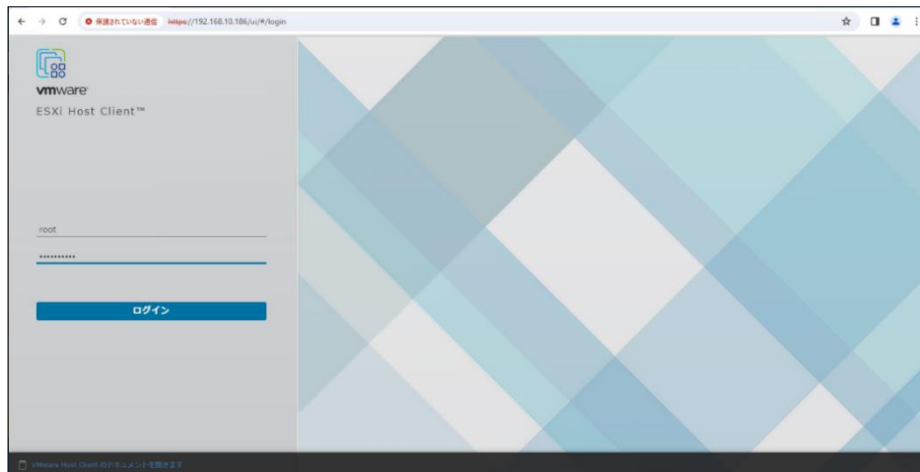 保護されていない通信 https://192.168.10.186/ui/#/login
vmware
ESXi Host Client™
root
••••••••••
ログイン
VMware Host Client のドキュメントを開きます